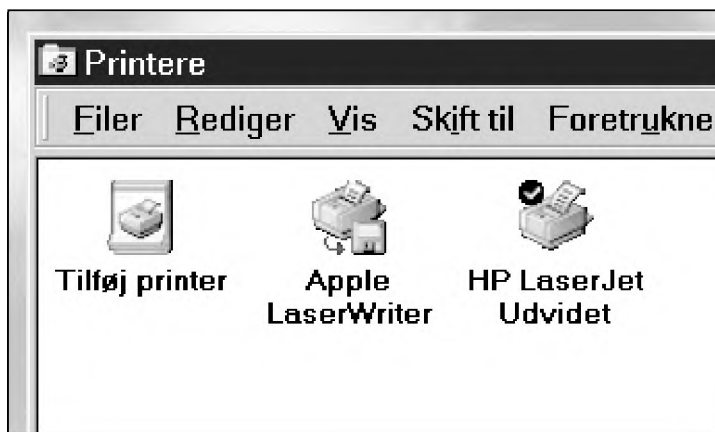 Printere
Filer Rediger Vis Skift til Foretrukne
Tilføj printer
Apple
LaserWriter
HP LaserJet
Udvidet